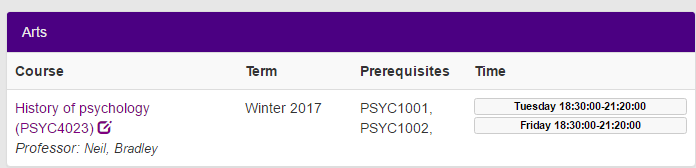 Arts
Course Term Prerequisites Time
History of psychology Winter 2017 PSYC1001, Tuesday 18:30:00-21:20:00
(PSYC4023) PSYC1002, Friday 18:30:00-21:20:00
Professor: Neil, Bradley